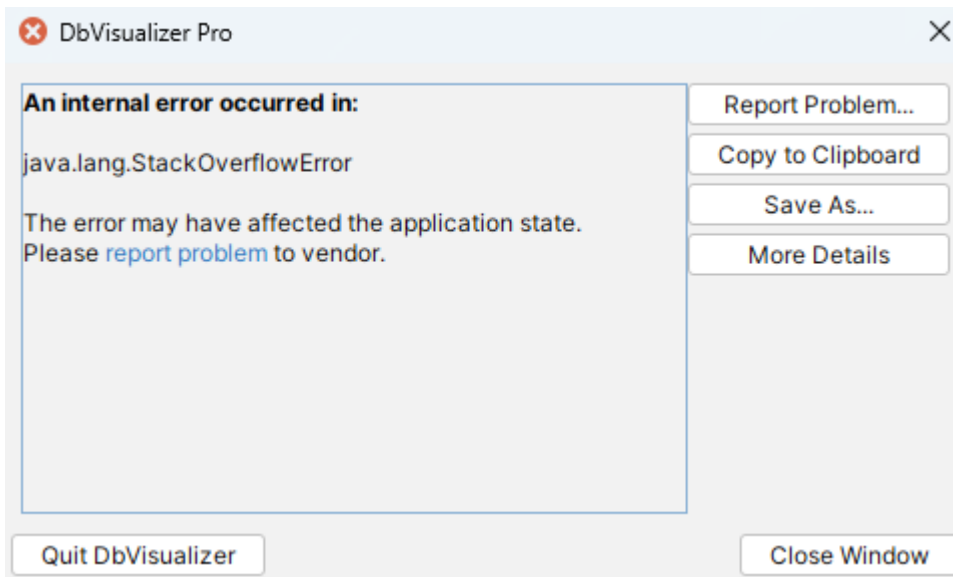 DbVisualizer Pro
An internal error occurred in:
java.lang.StackOverflowError
The error may have affected the application state.
Please report problem to vendor.
Report Problem...
Copy to Clipboard
Save As...
More Details
Quit DbVisualizer
Close Window